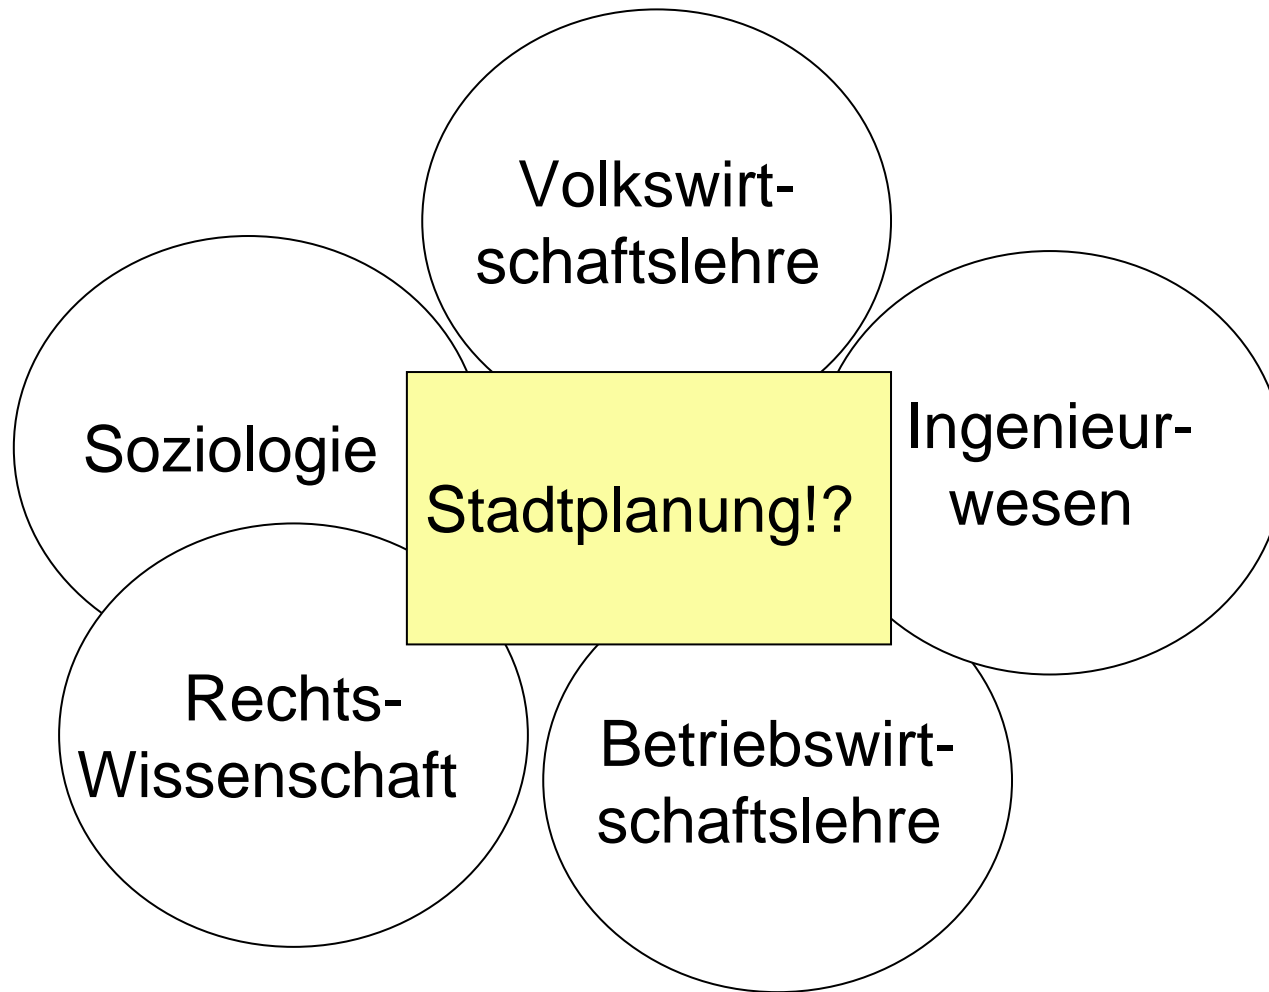 Volkswirt-
schaftslehre
Soziologie
Ingenieur-
wesen
Stadtplanung!?
Rechts-
Wissenschaft
Betriebswirt-
schaftslehre